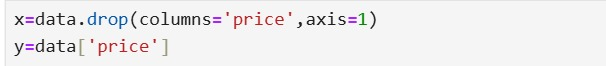 x=data.drop(columns='price',axis=1)
y=data['price']